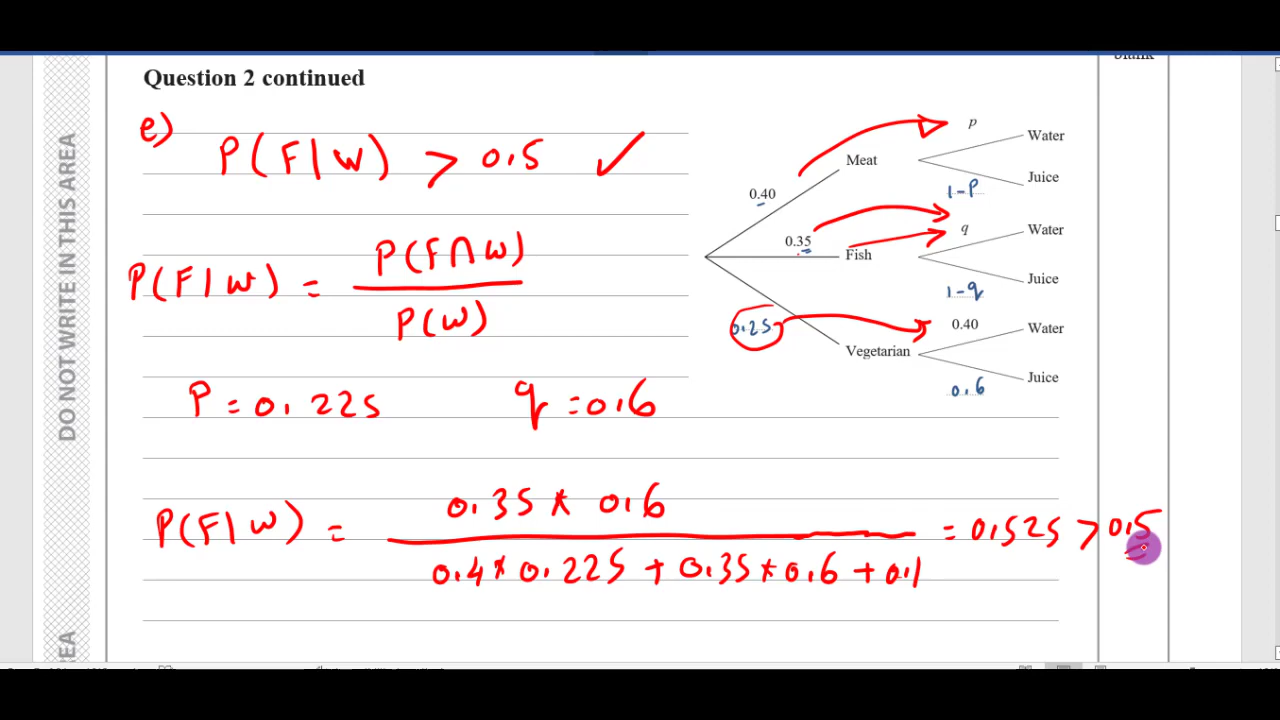 blank
Question 2 continued
e) P(F|W) > 0.5 ✓
P(F|W) = P(F∩W) / P(W)
P = 0.225 q = 0.6
P(F|W) = 0.35 * 0.6 / 0.4 * 0.225 + 0.35 * 0.6 + 0.1 = 0.525 > 0.5
p
Water
Meat
Juice
0.40
1-P
q
Water
0.35
Fish
Juice
1-q
0.25
0.40
Water
Vegetarian
Juice
0.6
DO NOT WRITE IN THIS AREA
EA